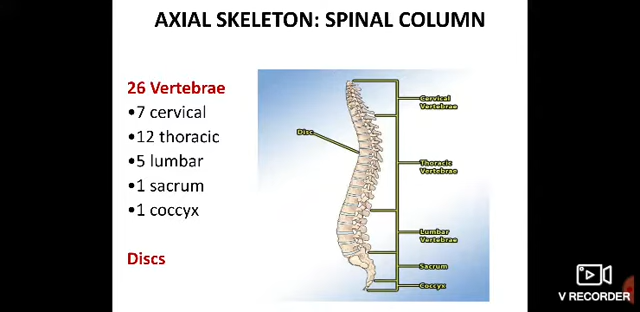 AXIAL SKELETON: SPINAL COLUMN
26 Vertebrae
•7 cervical
•12 thoracic
•5 lumbar
•1 sacrum
•1 coccyx
Discs
Disc
Cervical
Vertebrae
Thoracic
Vertebrae
Lumbar
Vertebrae
Sacrum
Coccyx
V RECORDER